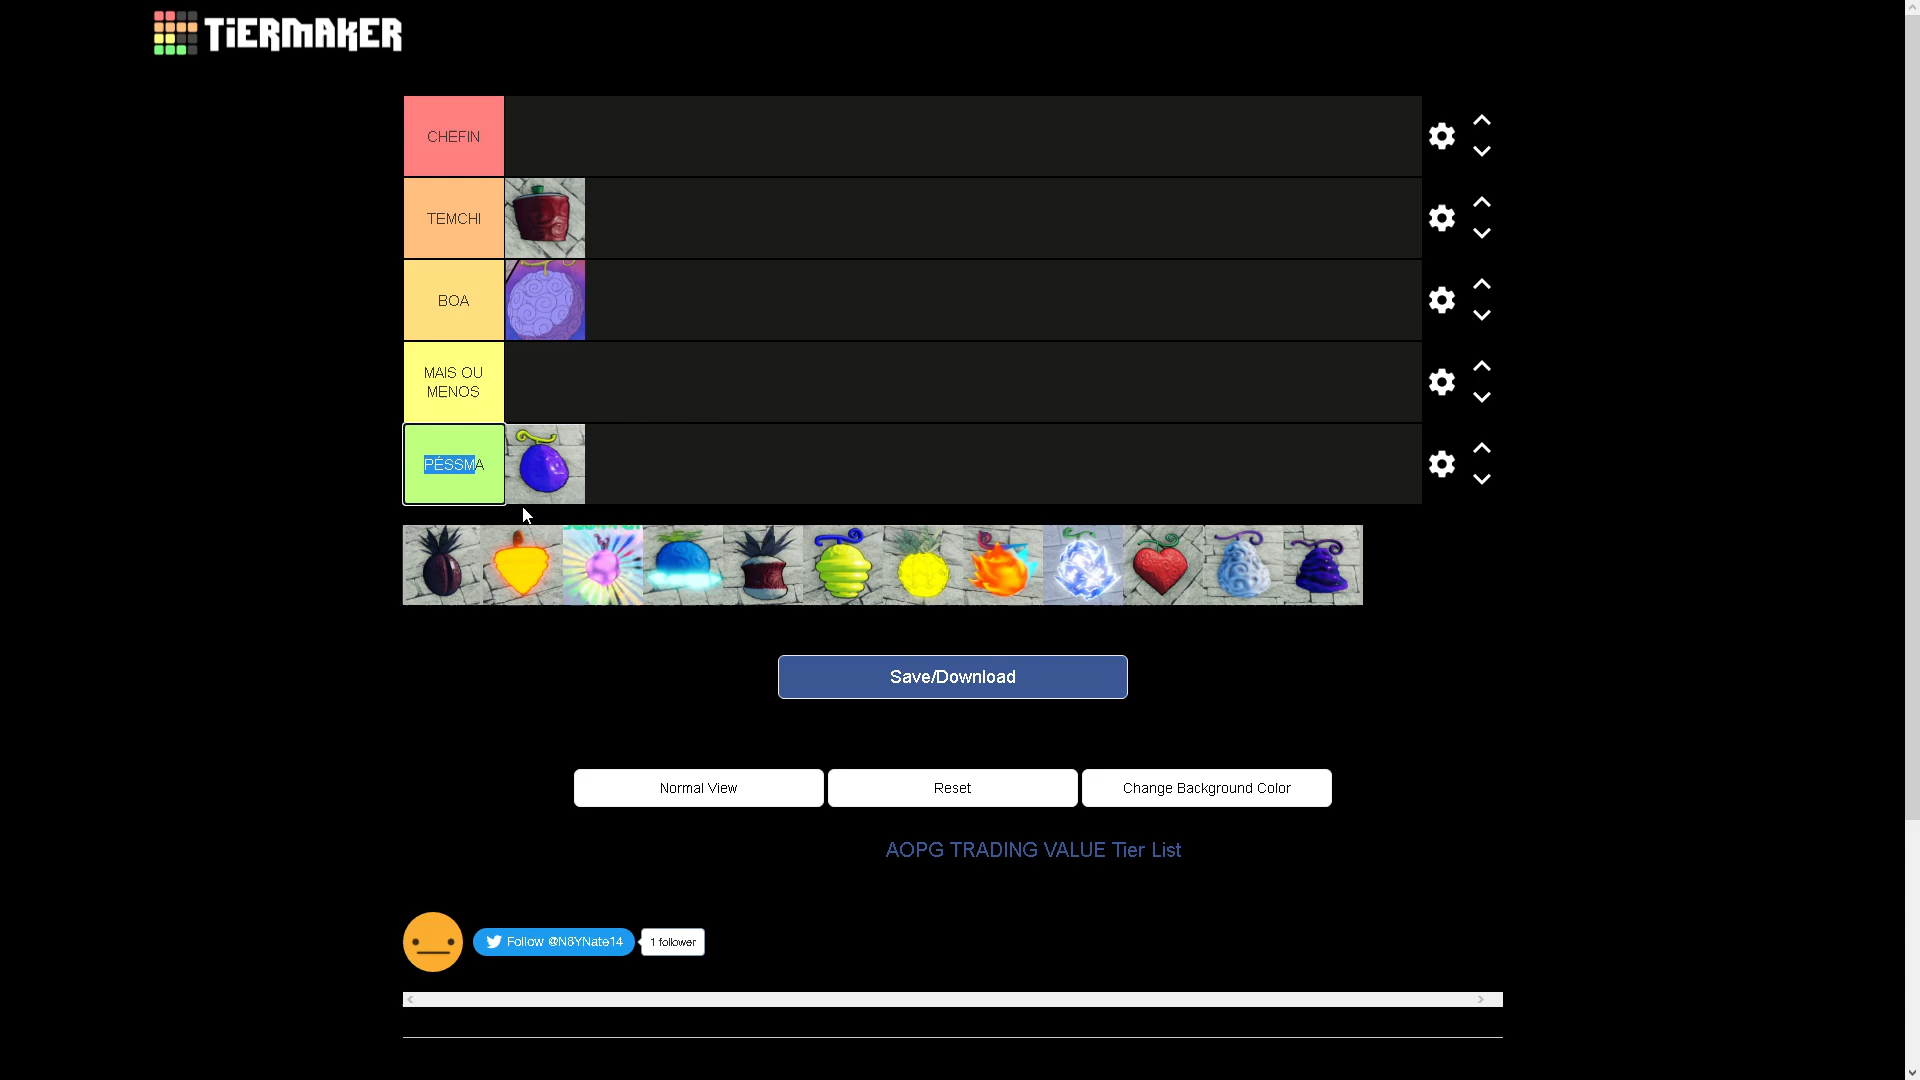 TiERMAKER
CHEFIN
TEMCHI
BOA
MAIS OU
MENOS
PÉSSMA
Save/Download
Normal View
Reset
Change Background Color
AOPG TRADING VALUE Tier List
Follow @N8YNate14
1 follower